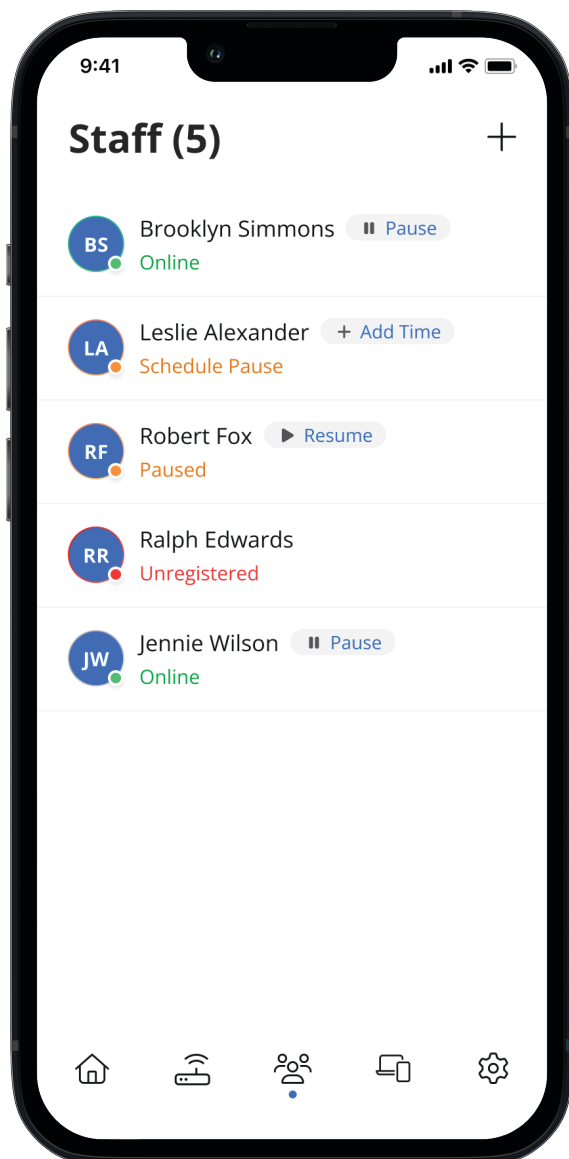 9:41
Staff (5)
BS
Brooklyn Simmons
Pause
Online
LA
Leslie Alexander
+ Add Time
Schedule Pause
RF
Robert Fox
Resume
Paused
RR
Ralph Edwards
Unregistered
JW
Jennie Wilson
Pause
Online